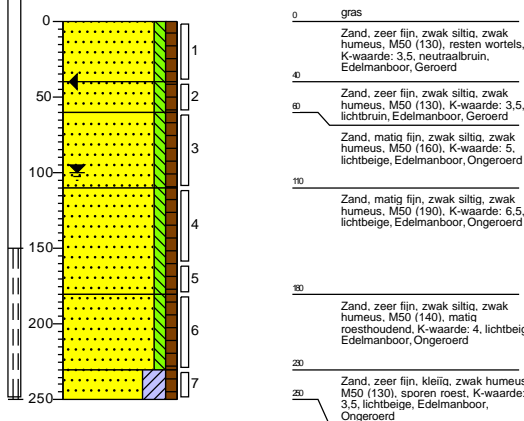 0
50
100
150
200
250
1
2
3
4
5
6
7
0 gras
Zand, zeer fijn, zwak siltig, zwak
humeus, M50 (130), resten wortels,
K-waarde: 3,5, neutraalbruin,
Edelmanboor, Geroerd
40
Zand, zeer fijn, zwak siltig, zwak
humeus, M50 (130), K-waarde: 3,5,
lichtbruin, Edelmanboor, Geroerd
60
Zand, matig fijn, zwak siltig, zwak
humeus, M50 (160), K-waarde: 5,
lichtbeige, Edelmanboor, Ongeroerd
110
Zand, matig fijn, zwak siltig, zwak
humeus, M50 (190), K-waarde: 6,5,
lichtbeige, Edelmanboor, Ongeroerd
180
Zand, zeer fijn, zwak siltig, zwak
humeus, M50 (140), matig
roesthoudend, K-waarde: 4, lichtbeig
Edelmanboor, Ongeroerd
230
Zand, zeer fijn, kleiïg, zwak humeus
M50 (130), sporen roest, K-waarde:
3,5, lichtbeige, Edelmanboor,
Ongeroerd
250